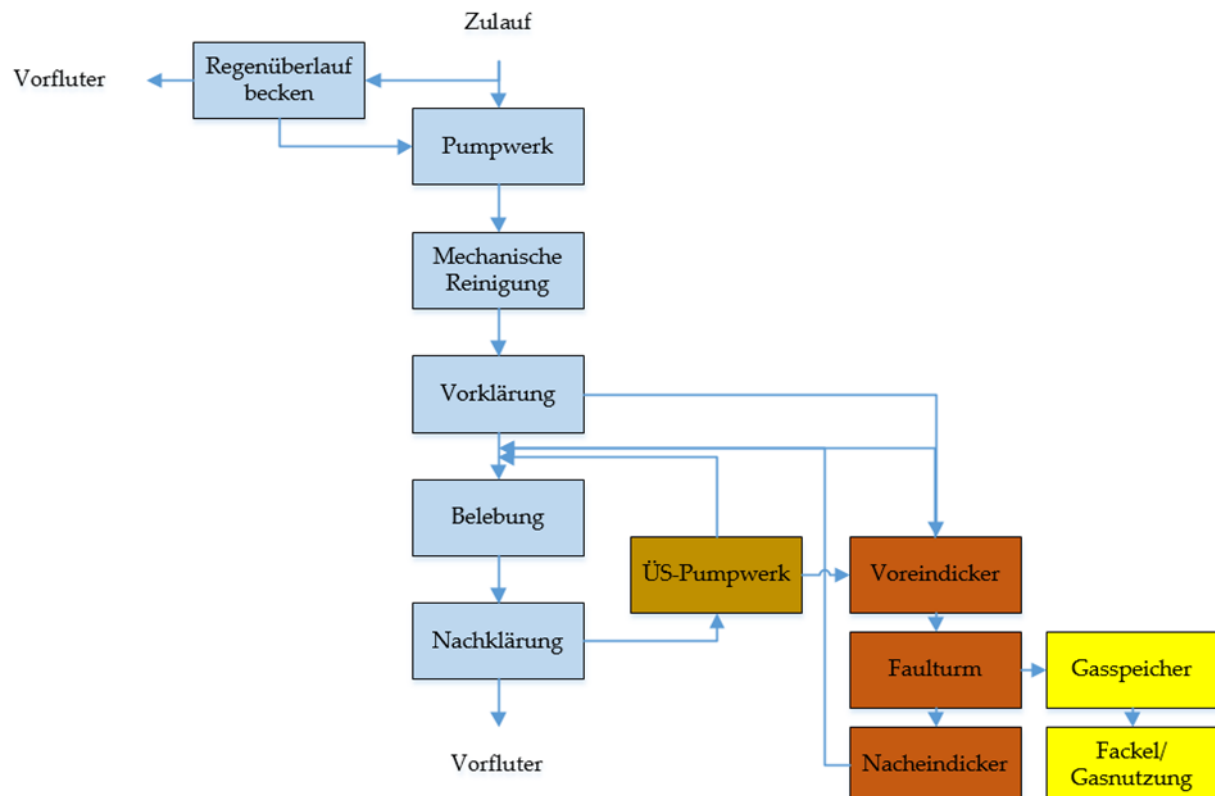 Zulauf
Vorfluter
Regenüberlauf
becken
Pumpwerk
Mechanische
Reinigung
Vorklärung
Belebung
ÜS-Pumpwerk
Voreindicker
Nachklärung
Faulturm
Gasspeicher
Vorfluter
Nacheindicker
Fackel/
Gasnutzung